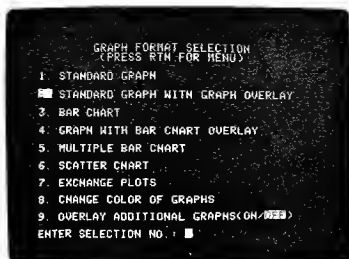 GRAPH FORMAT SELECTION
(PRESS RTN FOR MENU)
1. STANDARD GRAPH
2. STANDARD GRAPH WITH GRAPH OVERLAY
3. BAR CHART
4. GRAPH WITH BAR CHART OVERLAY
5. MULTIPLE BAR CHART
6. SCATTER CHART
7. EXCHANGE PLOTS
8. CHANGE COLOR OF GRAPHS
9. OVERLAY ADDITIONAL GRAPHS(ON/OFF)
ENTER SELECTION NO.: